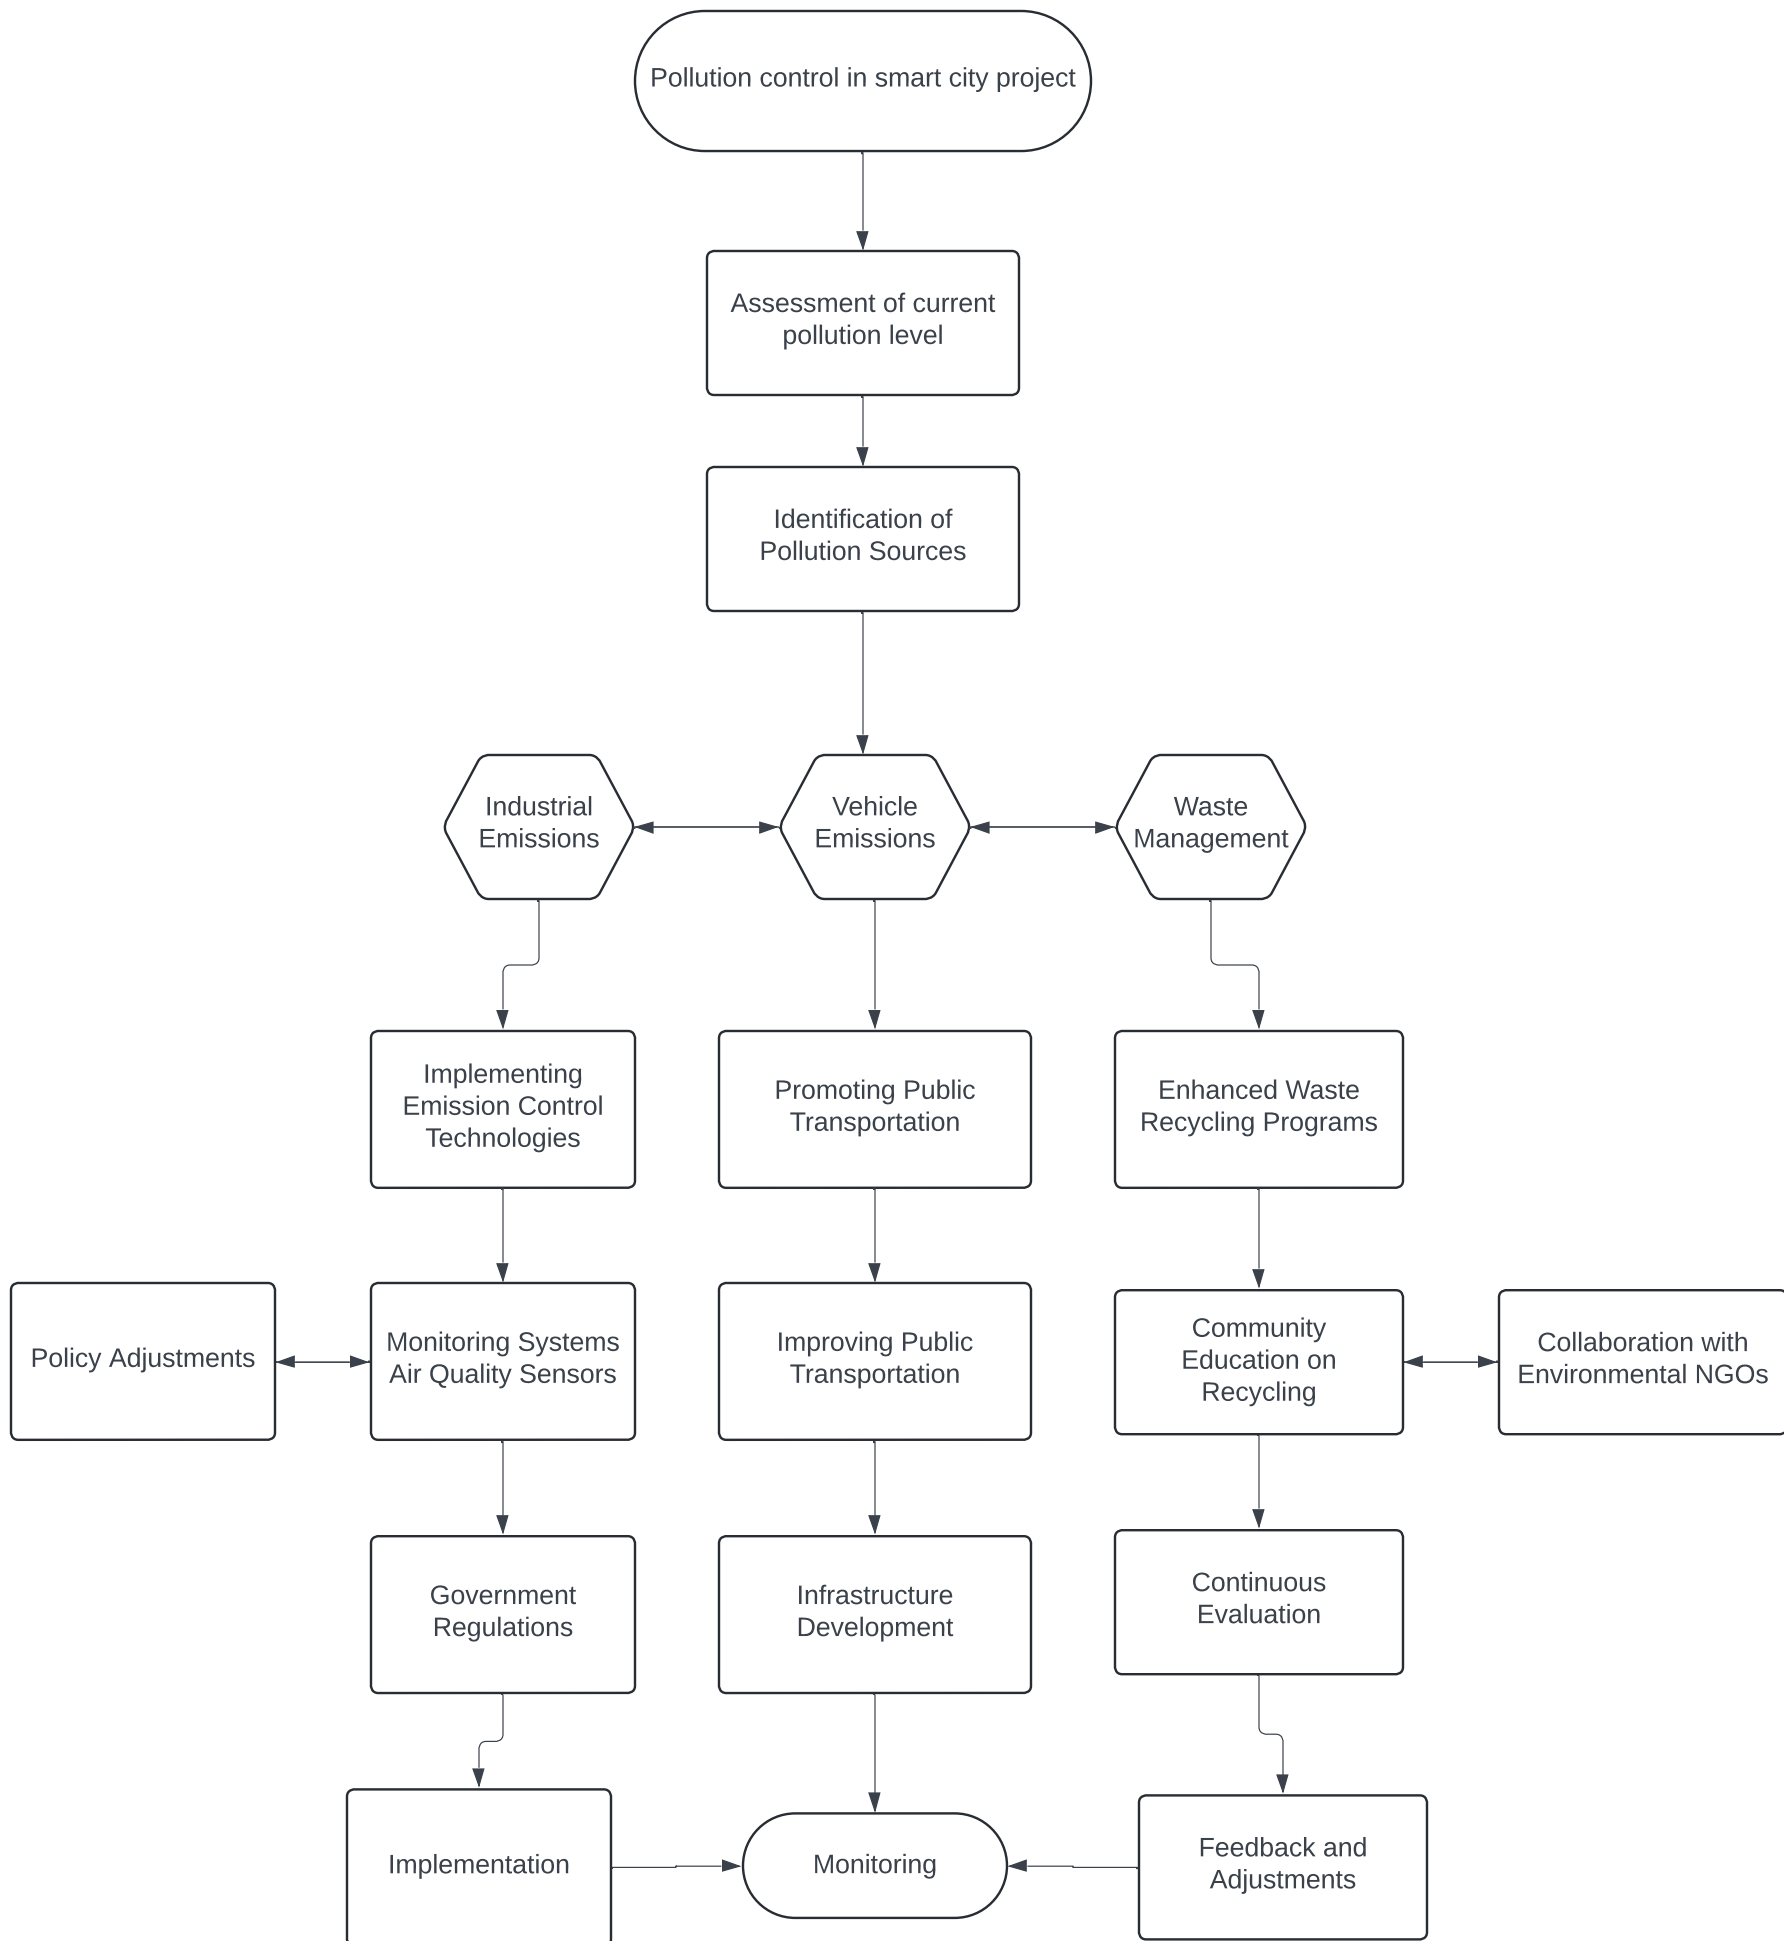 Pollution control in smart city project
Assessment of current
pollution level
Identification of
Pollution Sources
Industrial
Emissions
Vehicle
Emissions
Waste
Management
Implementing
Emission Control
Technologies
Promoting Public
Transportation
Enhanced Waste
Recycling Programs
Policy Adjustments
Monitoring Systems
Air Quality Sensors
Improving Public
Transportation
Community
Education on
Recycling
Collaboration with
Environmental NGOs
Government
Regulations
Infrastructure
Development
Continuous
Evaluation
Implementation
Monitoring
Feedback and
Adjustments